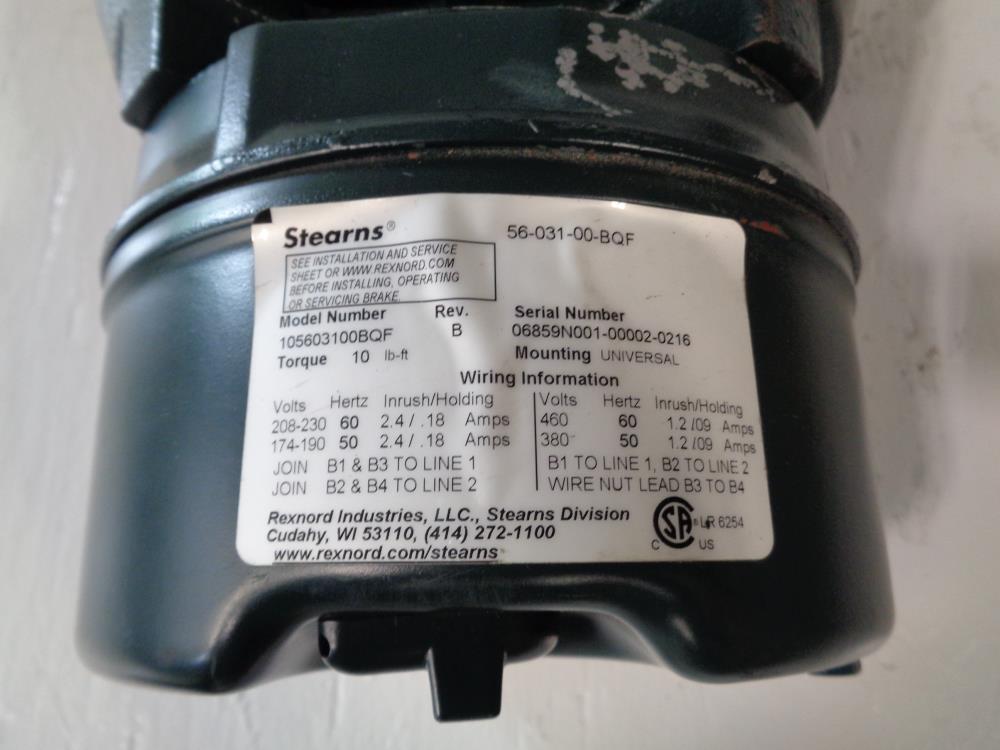 Stearns® 56-031-00-BQF
SEE INSTALLATION AND SERVICE
SHEET OR WWW.REXNORD.COM
BEFORE INSTALLING, OPERATING
OR SERVICING BRAKE.
Model Number Rev. Serial Number
105603100BQF B 06859N001-00002-0216
Torque 10 lb-ft Mounting UNIVERSAL
Wiring Information
Volts Hertz Inrush/Holding Volts Hertz Inrush/Holding
208-230 60 2.4 / .18 Amps 460 60 1.2 /09 Amps
174-190 50 2.4 / .18 Amps 380 50 1.2 /09 Amps
JOIN B1 & B3 TO LINE 1 B1 TO LINE 1, B2 TO LINE 2
JOIN B2 & B4 TO LINE 2 WIRE NUT LEAD B3 TO B4
Rexnord Industries, LLC., Stearns Division
Cudahy, WI 53110, (414) 272-1100
www.rexnord.com/stearns
C SA® US LR 6254